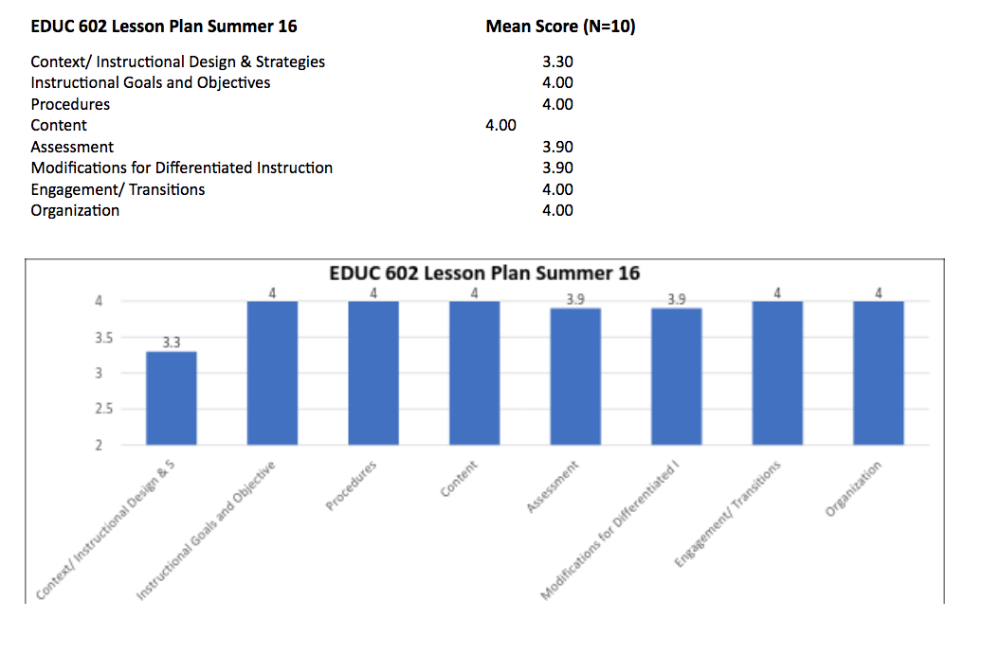 EDUC 602 Lesson Plan Summer 16 Mean Score (N=10)
Context/ Instructional Design & Strategies 3.30
Instructional Goals and Objectives 4.00
Procedures 4.00
Content 4.00
Assessment 3.90
Modifications for Differentiated Instruction 3.90
Engagement/ Transitions 4.00
Organization 4.00
EDUC 602 Lesson Plan Summer 16
4
3.5
3
2.5
2
3.3
4
4
4
3.9
3.9
4
4
Context/ Instructional Design & S
Instructional Goals and Objective
Procedures
Content
Assessment
Modifications for Differentiated I
Engagement/ Transitions
Organization